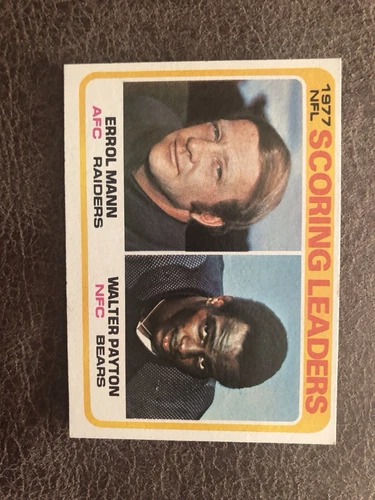 1977
NFL
SCORING LEADERS
ERROL MANN
AFC RAIDERS
WALTER PAYTON
NFC BEARS